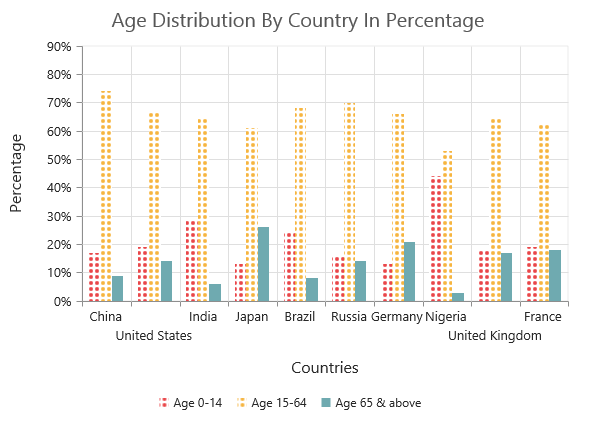 Age Distribution By Country In Percentage
90%
80%
70%
60%
50%
40%
30%
20%
10%
0%
Percentage
China India Japan Brazil Russia Germany Nigeria France
United States United Kingdom
Countries
Age 0-14 Age 15-64 Age 65 & above